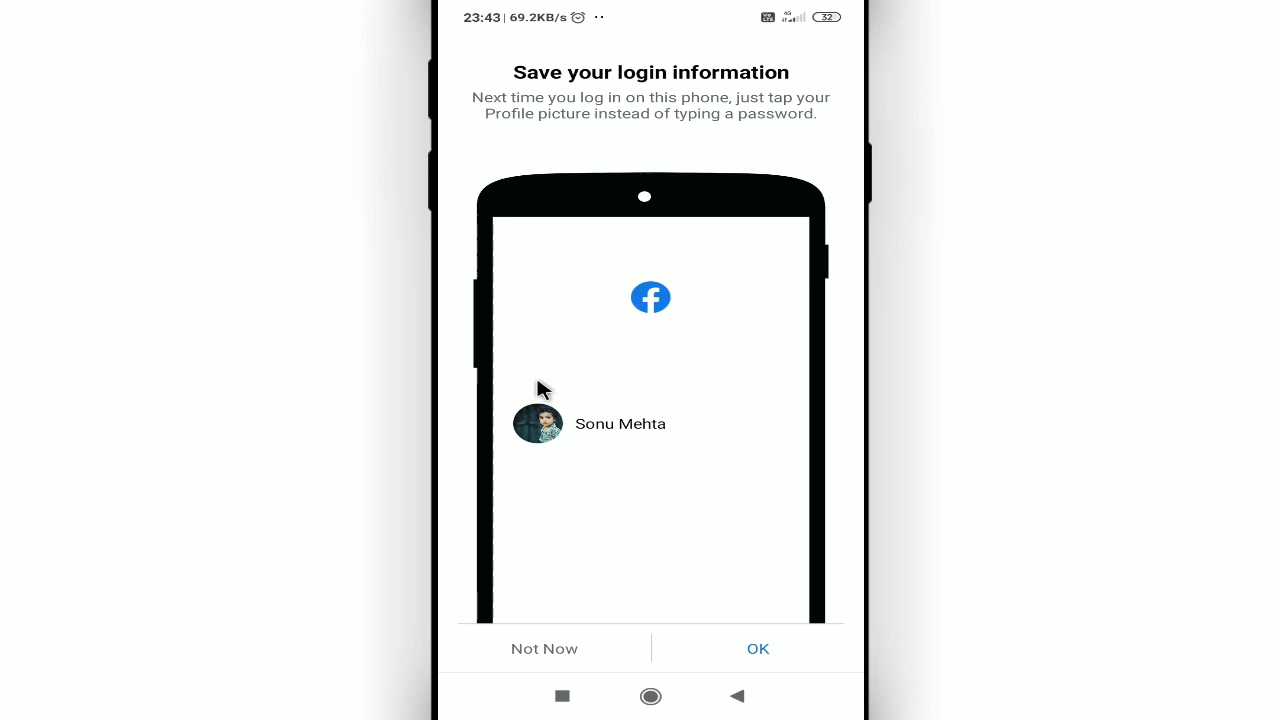 23:43 | 69.2KB/s
4G
32
Save your login information
Next time you log in on this phone, just tap your
Profile picture instead of typing a password.
Sonu Mehta
Not Now
OK